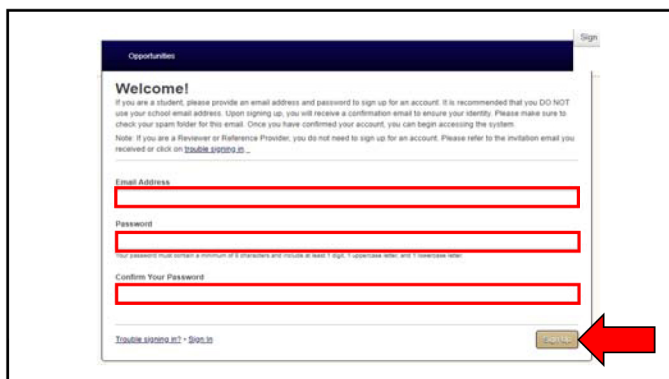 Sign
Opportunities
Welcome!
If you are a student, please provide an email address and password to sign up for an account. It is recommended that you DO NOT
use your school email address. Upon signing up, you will receive a confirmation email to ensure your identity. Please make sure to
check your spam folder for this email. Once you have confirmed your account, you can begin accessing the system.
Note: If you are a Reviewer or Reference Provider, you do not need to sign up for an account. Please refer to the invitation email you
received or click on trouble signing in.
Email Address
Password
Your password must contain a minimum of 8 characters and include at least 1 digit, 1 uppercase letter, and 1 lowercase letter.
Confirm Your Password
Trouble signing in? • Sign In
Sign Up